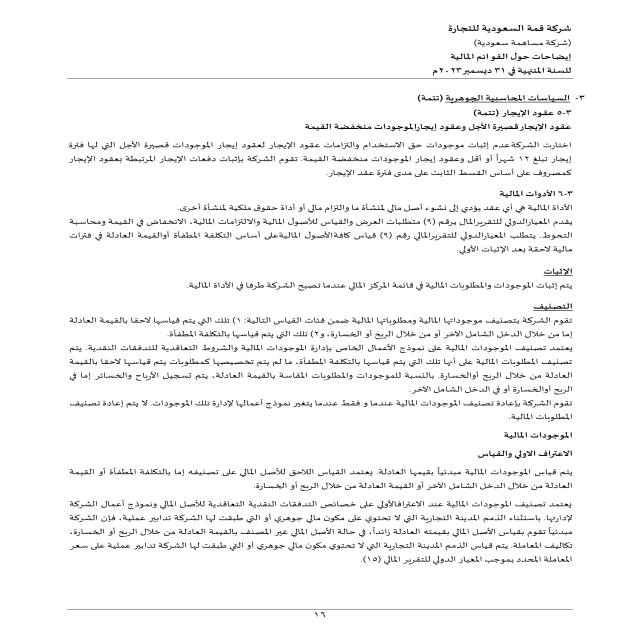 شركة قمة السعودية للتجارة
(شركة مساهمة سعودية)
إيضاحات حول القوائم المالية
للسنة المنتهية في ٣١ ديسمبر ٢٠٢٣م
٣- السياسات المحاسبية الجوهرية (تتمة)
٣-٥ عقود الإيجار (تتمة)
عقود الإيجار قصيرة الأجل وعقود إيجارالموجودات منخفضة القيمة
اختارت الشركةعدم إثبات موجودات حق الاستخدام والتزامات عقود الإيجار لعقود إيجار الموجودات قصيرة الأجل التي لها فترة
إيجار تبلغ ١٢ شهراً أو أقل وعقود إيجار الموجودات منخفضة القيمة. تقوم الشركة بإثبات دفعات الإيجار المرتبطة بعقود الإيجار
كمصروف على أساس القسط الثابت على مدى فترة عقد الإيجار.
٣-٦ الأدوات المالية
الأداة المالية هي أي عقد يؤدي إلى نشوء أصل مالي لمنشأة ما والتزام مالي أو أداة حقوق ملكية لمنشأة أخرى.
يقدم المعيارالدولي للتقريرالمال يرقم (٩) متطلبات العرض والقياس للأصول المالية والالتزامات المالية، الانخفاض في القيمة ومحاسبة
التحوط. يتطلب المعيارالدولي للتقريرالمالي رقم (٩) قياس كافةالأصول الماليةعلى أساس التكلفة المطفأة أوالقيمة العادلة في فترات
مالية لاحقة بعد الإثبات الأولي.
الإثبات
يتم إثبات الموجودات والمطلوبات المالية في قائمة المركز المالي عندما تصبح الشركة طرفا في الأداة المالية.
التصنيف
تقوم الشركة بتصنيف موجوداتها المالية ومطلوباتها المالية ضمن فئات القياس التالية: ١) تلك التي يتم قياسها لاحقا بالقيمة العادلة
إما من خلال الدخل الشامل الآخر أو من خلال الربح أو الخسارة، و٢) تلك التي يتم قياسها بالتكلفة المطفأة.
يعتمد تصنيف الموجودات المالية على نموذج الأعمال الخاص بإدارة الموجودات المالية والشروط التعاقدية للتدفقات النقدية. يتم
تصنيف المطلوبات المالية على أنها تلك التي يتم قياسها بالتكلفة المطفأة، ما لم يتم تخصيصها كمطلوبات يتم قياسها لاحقا بالقيمة
العادلة من خلال الربح أوالخسارة. بالنسبة للموجودات والمطلوبات المقاسة بالقيمة العادلة، يتم تسجيل الأرباح والخسائر إما في
الربح أوالخسارة أو في الدخل الشامل الآخر.
تقوم الشركة بإعادة تصنيف الموجودات المالية عندما و فقط عندما يتغير نموذج أعمالها لإدارة تلك الموجودات. لا يتم إعادة تصنيف
المطلوبات المالية.
الموجودات المالية
الاعتراف الاولي والقياس
يتم قياس الموجودات المالية مبدئياً بقيمها العادلة. يعتمد القياس اللاحق للأصل المالي على تصنيفه إما بالتكلفة المطفأة أو القيمة
العادلة من خلال الدخل الشامل الآخر أو القيمة العادلة من خلال الربح أو الخسارة.
يعتمد تصنيف الموجودات المالية عند الاعترافالأولي على خصائص التدفقات النقدية التعاقدية للأصل المالي ونموذج أعمال الشركة
لإدارتها. باستثناء الذمم المدينة التجارية التي لا تحتوي على مكون مالي جوهري أو التي طبقت لها الشركة تدابير عملية، فإن الشركة
مبدئياً تقوم بقياس الأصل المالي بقيمته العادلة زائداً، في حالة الأصل المالي غير المصنف بالقيمة العادلة من خلال الربح أو الخسارة،
تكاليف المعاملة. يتم قياس الذمم المدينة التجارية التي لا تحتوي مكون مالي جوهري أو التي طبقت لها الشركة تدابير عملية على سعر
المعاملة المحدد بموجب المعيار الدولي للتقرير المالي (١٥).
١٦